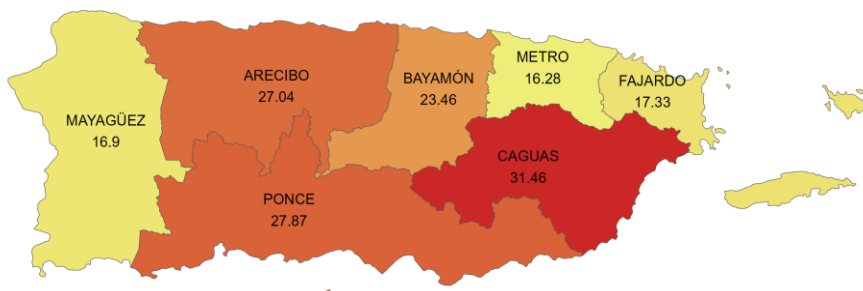 METRO
16.28
ARECIBO
27.04
BAYAMÓN
23.46
FAJARDO
17.33
MAYAGÜEZ
16.9
CAGUAS
31.46
PONCE
27.87